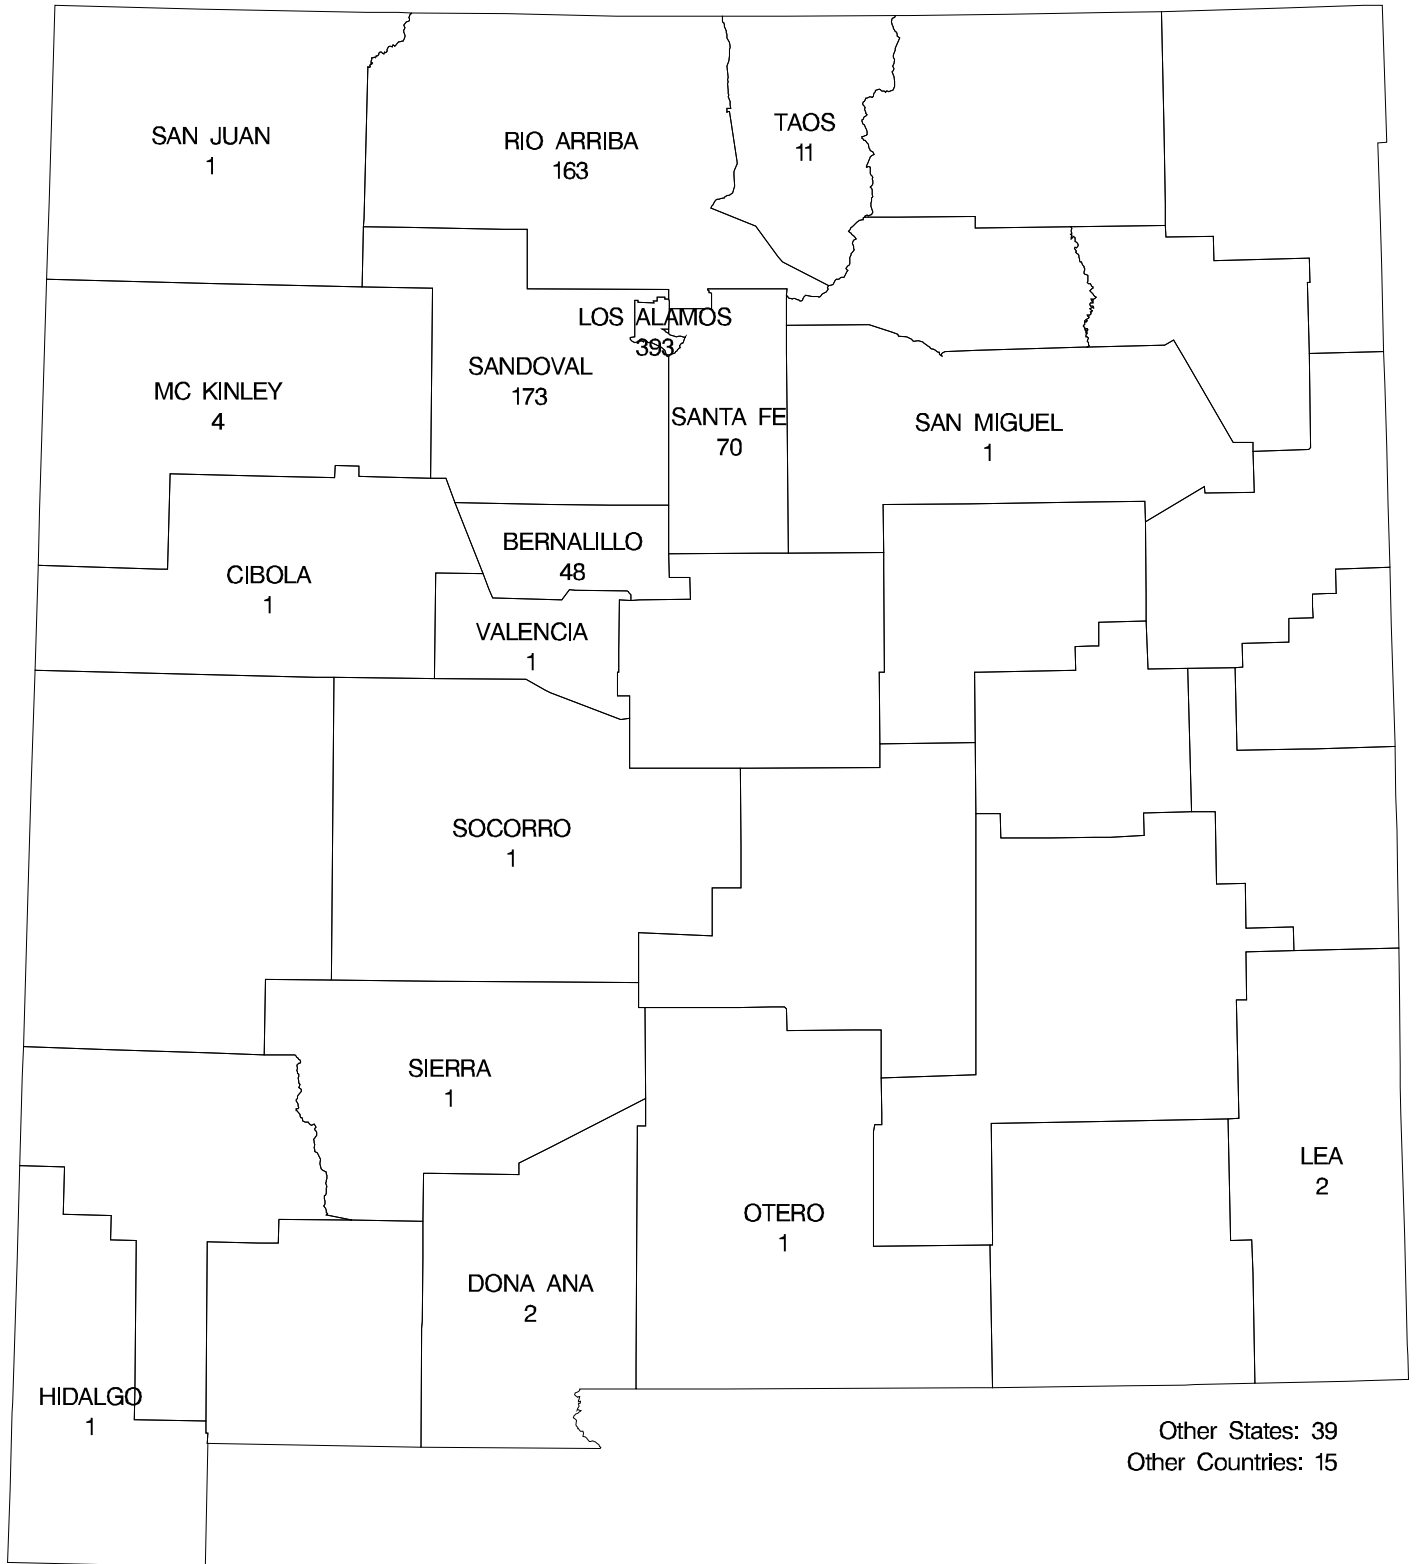 SAN JUAN
1
RIO ARRIBA
163
TAOS
11
LOS ALAMOS
393
SANDOVAL
173
MC KINLEY
4
SANTA FE
70
SAN MIGUEL
1
BERNALILLO
48
CIBOLA
1
VALENCIA
1
SOCORRO
1
SIERRA
1
LEA
2
OTERO
1
DONA ANA
2
HIDALGO
1
Other States: 39
Other Countries: 15